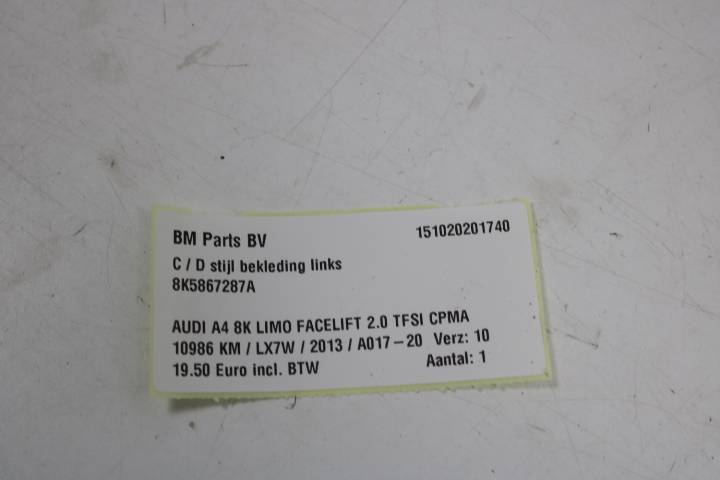 BM Parts BV 151020201740
C / D stijl bekleding links
8K5867287A
AUDI A4 8K LIMO FACELIFT 2.0 TFSI CPMA
10986 KM / LX7W / 2013 / A017-20 Verz: 10
19.50 Euro incl. BTW Aantal: 1